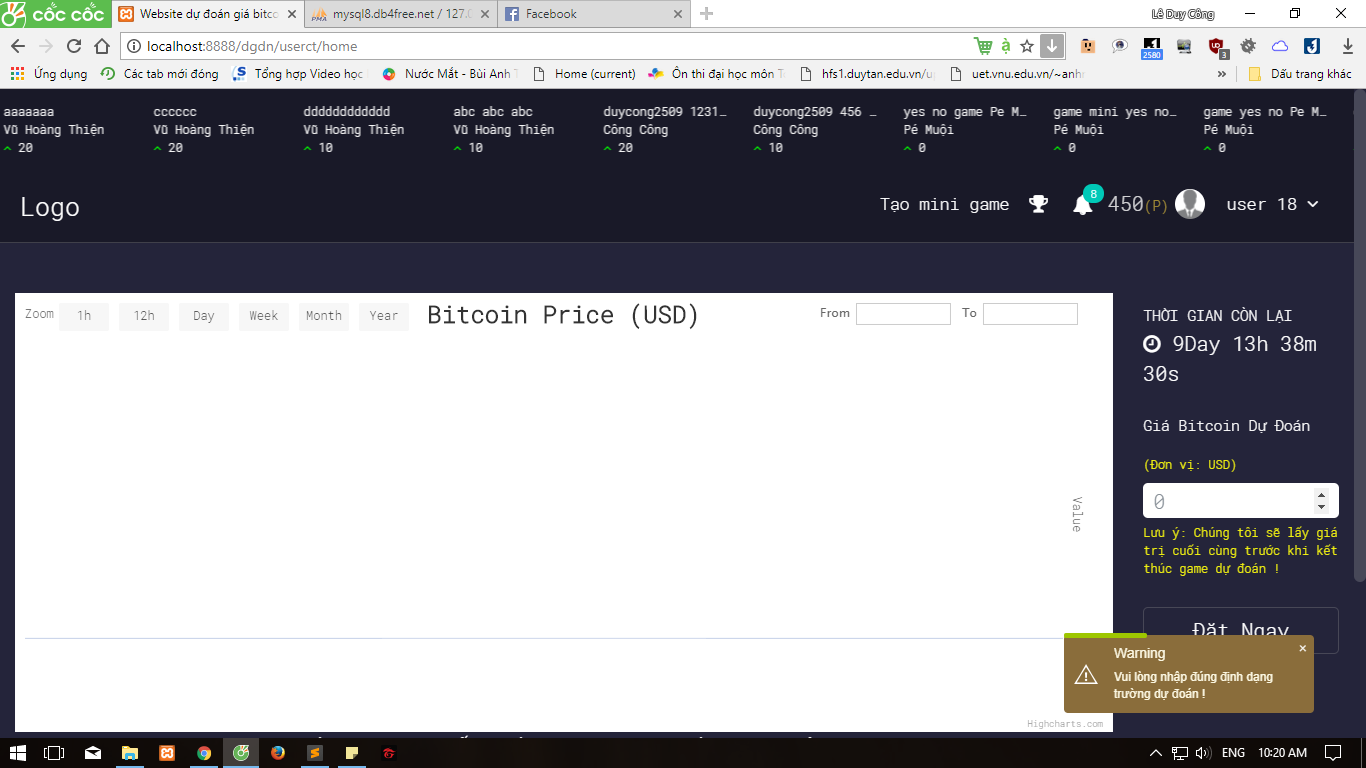 cốc cốc
Website dự đoán giá bitco
mysql8.db4free.net / 127.0
Facebook
Lê Duy Công
localhost:8888/dgdn/userct/home
2580
3
Ứng dụng
Các tab mới đóng
Tổng hợp Video học
Nước Mắt - Bùi Anh T
Home (current)
Ôn thi đại học môn T
hfs1.duytan.edu.vn/u
uet.vnu.edu.vn/~anhr
»
Dấu trang khác
aaaaaaa
cccccc
dddddddddddd
abc abc abc
duycong2509 1231…
duycong2509 456 …
yes no game Pe M…
game mini yes no…
game yes no Pe M…
Vũ Hoàng Thiện
Vũ Hoàng Thiện
Vũ Hoàng Thiện
Vũ Hoàng Thiện
Công Công
Công Công
Pé Muội
Pé Muội
Pé Muội
20
20
10
10
20
10
0
0
0
Logo
Tạo mini game
8
450(P)
user 18
Zoom
1h
12h
Day
Week
Month
Year
Bitcoin Price (USD)
From
To
Value
Highcharts.com
THỜI GIAN CÒN LẠI
9Day 13h 38m
30s
Giá Bitcoin Dự Đoán
(Đơn vị: USD)
0
Lưu ý: Chúng tôi sẽ lấy giá
trị cuối cùng trước khi kết
thúc game dự đoán !
Đặt Ngay
Warning
×
Vui lòng nhập đúng định dạng
trường dự đoán !
ENG
10:20 AM